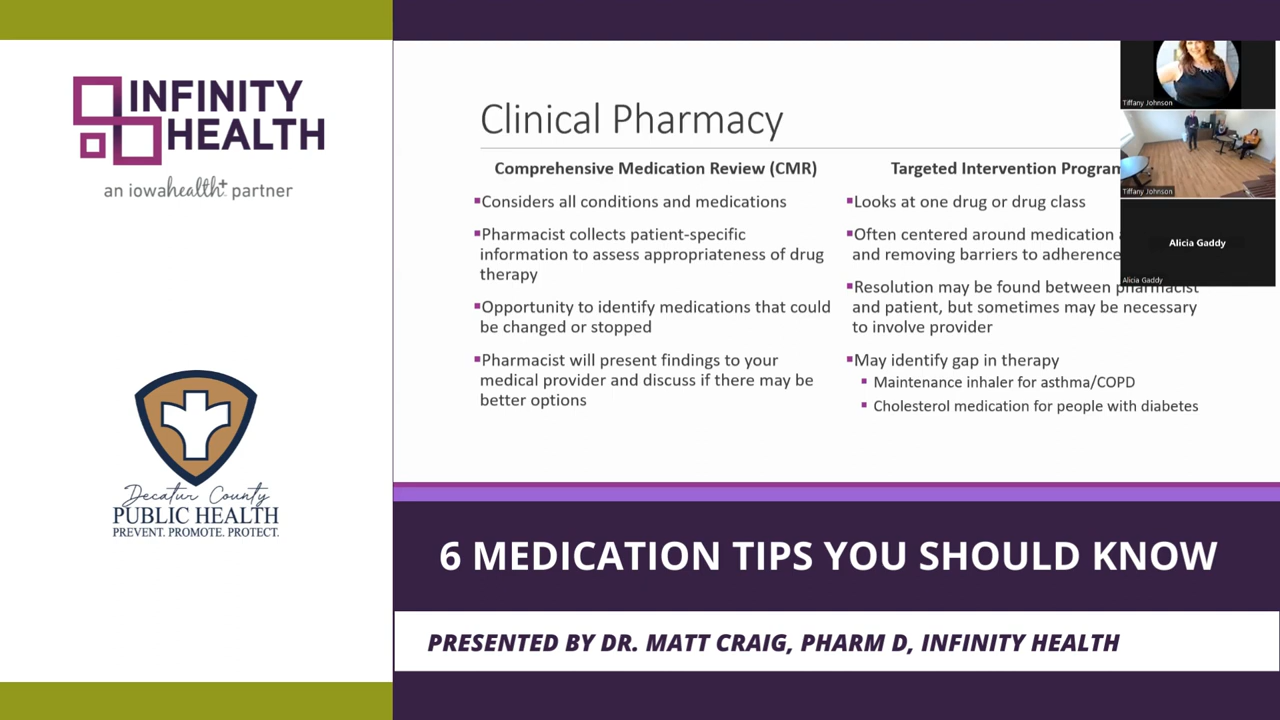 INFINITY
HEALTH
an iowahealth+ partner
Decatur County
PUBLIC HEALTH
PREVENT. PROMOTE. PROTECT.
Clinical Pharmacy
Comprehensive Medication Review (CMR)
▪Considers all conditions and medications
▪Pharmacist collects patient-specific
information to assess appropriateness of drug
therapy
▪Opportunity to identify medications that could
be changed or stopped
▪Pharmacist will present findings to your
medical provider and discuss if there may be
better options
Targeted Intervention Program
▪Looks at one drug or drug class
▪Often centered around medication
and removing barriers to adherence
▪Resolution may be found between pharmacist
and patient, but sometimes may be necessary
to involve provider
▪May identify gap in therapy
▪ Maintenance inhaler for asthma/COPD
▪ Cholesterol medication for people with diabetes
Tiffany Johnson
Tiffany Johnson
Alicia Gaddy
Alicia Gaddy
6 MEDICATION TIPS YOU SHOULD KNOW
PRESENTED BY DR. MATT CRAIG, PHARM D, INFINITY HEALTH